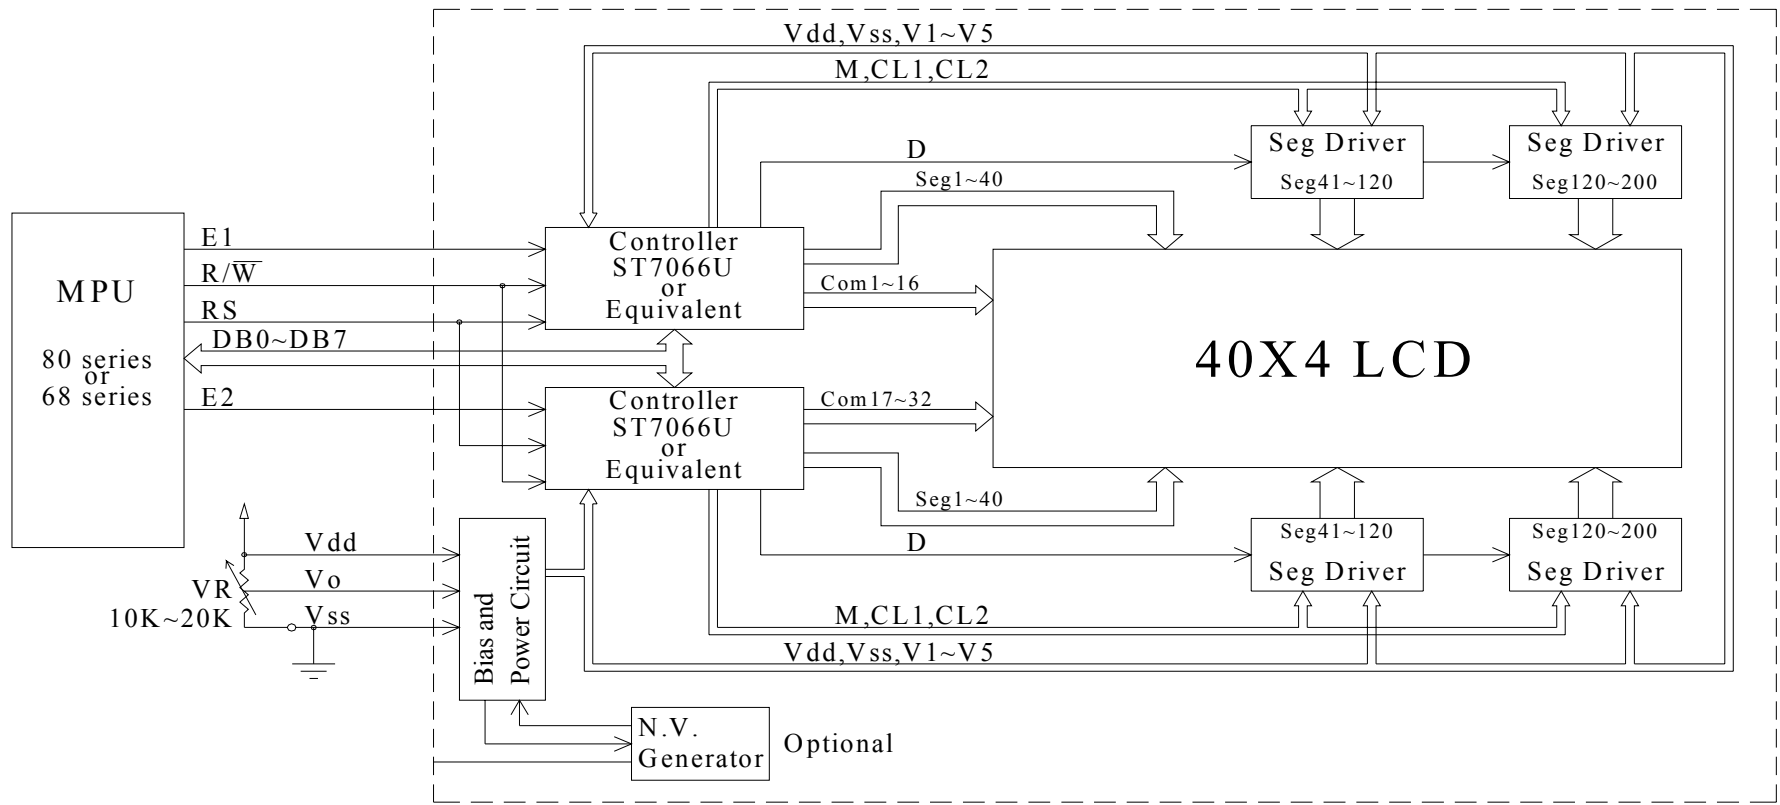 Vdd,Vss,V1~V5
M,CL1,CL2
D
Seg1~40
Seg Driver
Seg41~120
Seg Driver
Seg120~200
MPU
80 series
or
68 series
E1
R/W̅
RS
DB0~DB7
E2
Controller
ST7066U
or
Equivalent
Com1~16
40X4 LCD
Controller
ST7066U
or
Equivalent
Com17~32
Seg1~40
D
Seg41~120
Seg Driver
Seg120~200
Seg Driver
M,CL1,CL2
Vdd,Vss,V1~V5
Vdd
Vo
Vss
VR
10K~20K
Bias and
Power Circuit
N.V.
Generator
Optional